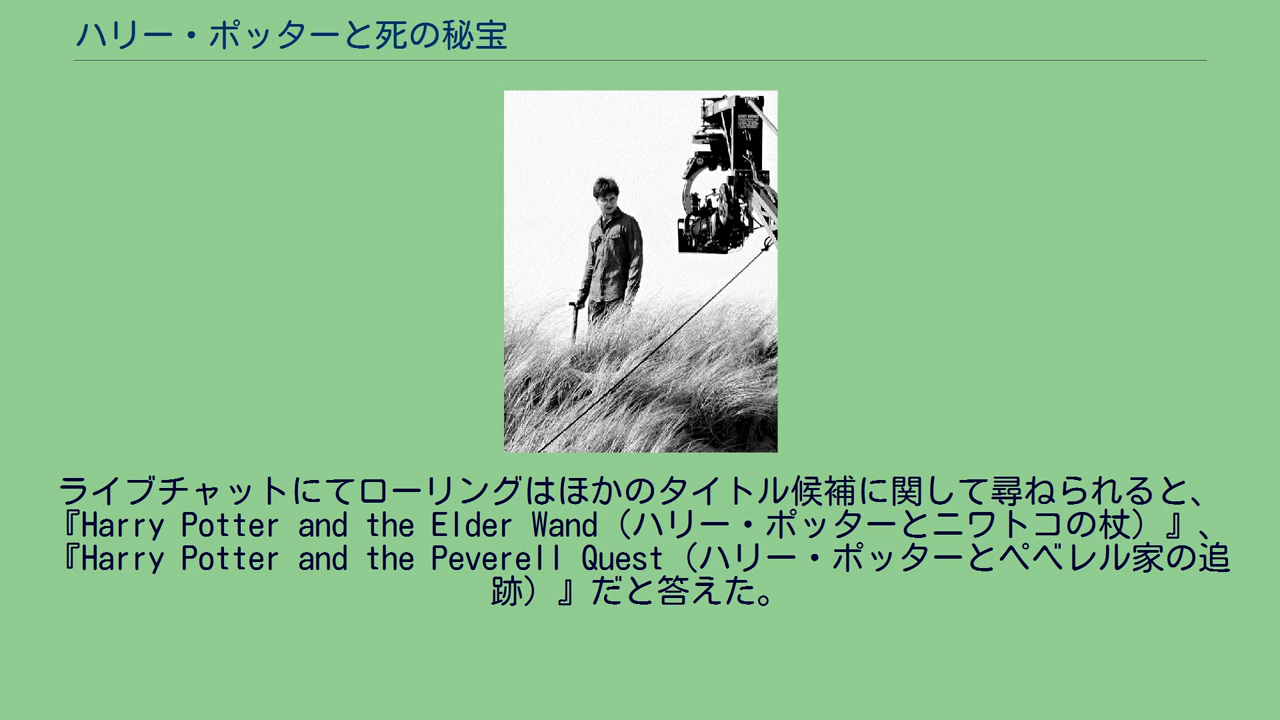 ハリー・ポッターと死の秘宝
ライブチャットにてローリングはほかのタイトル候補に関して尋ねられると、
『Harry Potter and the Elder Wand（ハリー・ポッターとニワトコの杖）』、
『Harry Potter and the Peverell Quest（ハリー・ポッターとペベレル家の追
跡）』だと答えた。